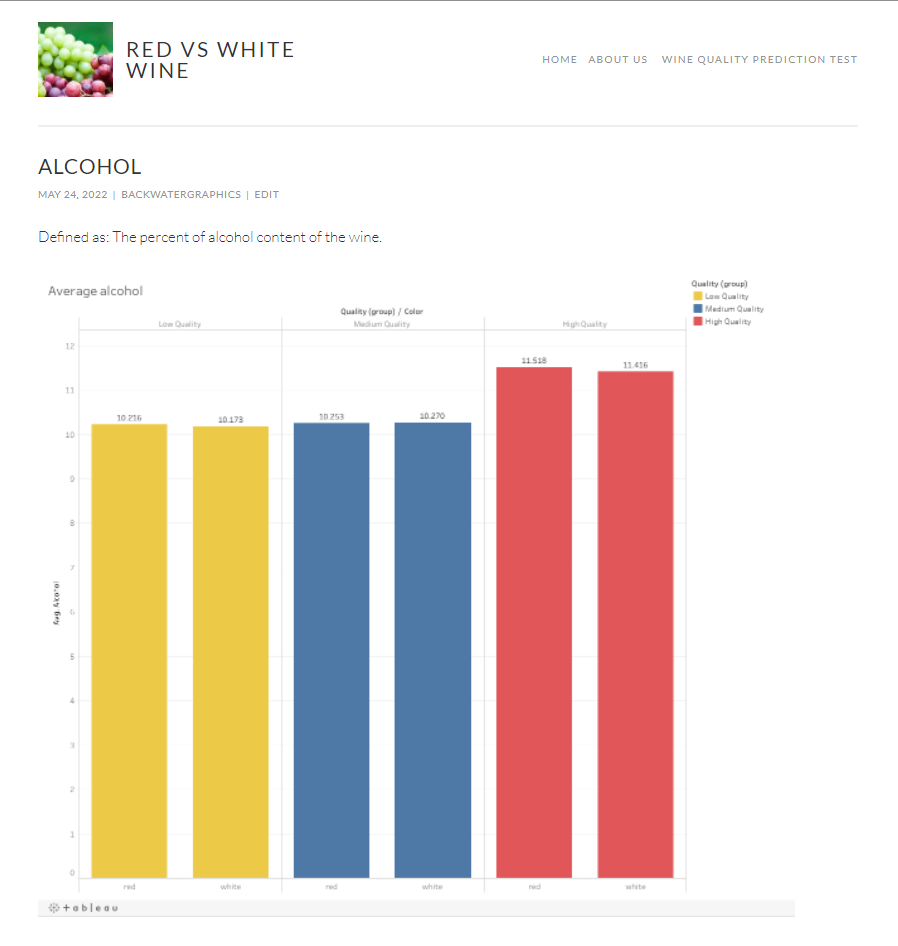 RED VS WHITE
WINE
HOME ABOUT US WINE QUALITY PREDICTION TEST
ALCOHOL
MAY 24, 2022 | BACKWATERGRAPHICS | EDIT
Defined as: The percent of alcohol content of the wine.
Average alcohol
Quality (group)
Low Quality
Medium Quality
High Quality
Quality (group) / Color
Low Quality Medium Quality High Quality
12
11
10
9
8
7
6
5
4
3
2
1
0
Avg. Alcohol
10.216 10.173 10.253 10.270 11.518 11.416
red white red white red white
+ a b | e a u